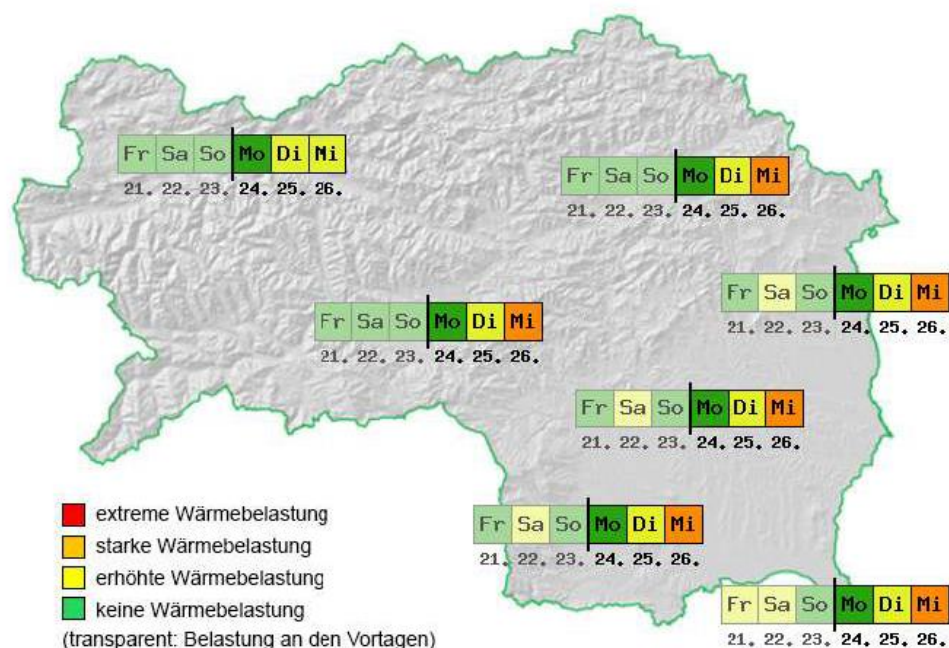 Fr Sa So Mo Di Mi
21. 22. 23. 24. 25. 26.
Fr Sa So Mo Di Mi
21. 22. 23. 24. 25. 26.
Fr Sa So Mo Di Mi
21. 22. 23. 24. 25. 26.
Fr Sa So Mo Di Mi
21. 22. 23. 24. 25. 26.
Fr Sa So Mo Di Mi
21. 22. 23. 24. 25. 26.
Fr Sa So Mo Di Mi
21. 22. 23. 24. 25. 26.
Fr Sa So Mo Di Mi
21. 22. 23. 24. 25. 26.
extreme Wärmebelastung
starke Wärmebelastung
erhöhte Wärmebelastung
keine Wärmebelastung
(transparent: Belastung an den Vortagen)